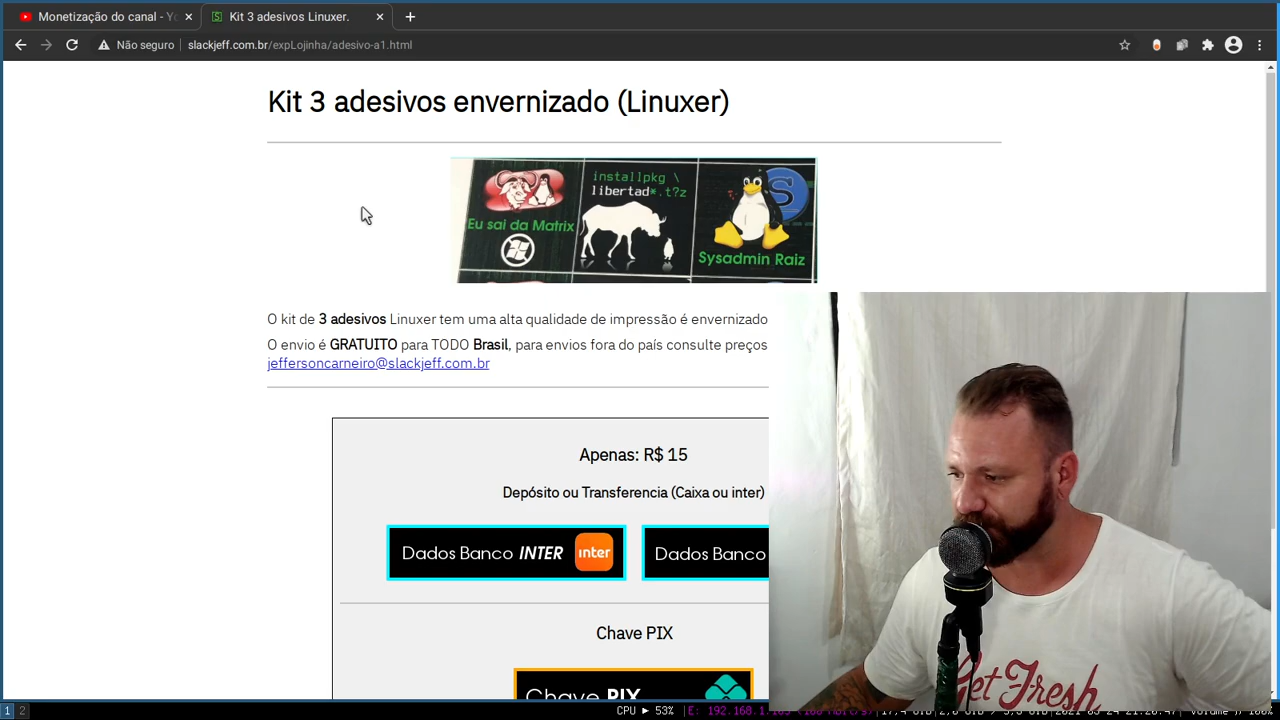 Monetização do canal - Yo
Kit 3 adesivos Linuxer.
Não seguro
slackjeff.com.br/expLojinha/adesivo-a1.html
Kit 3 adesivos envernizado (Linuxer)
Eu sai da Matrix
installpkg \
libertad*.t?z
S
Sysadmin Raiz
O kit de 3 adesivos Linuxer tem uma alta qualidade de impressão é envernizado
O envio é GRATUITO para TODO Brasil, para envios fora do país consulte preços
jeffersoncarneiro@slackjeff.com.br
Apenas: R$ 15
Depósito ou Transferencia (Caixa ou inter)
Dados Banco INTER inter
Dados Banco
Chave PIX
Chave PIX
Get Fresh
1 2
CPU ► 53%